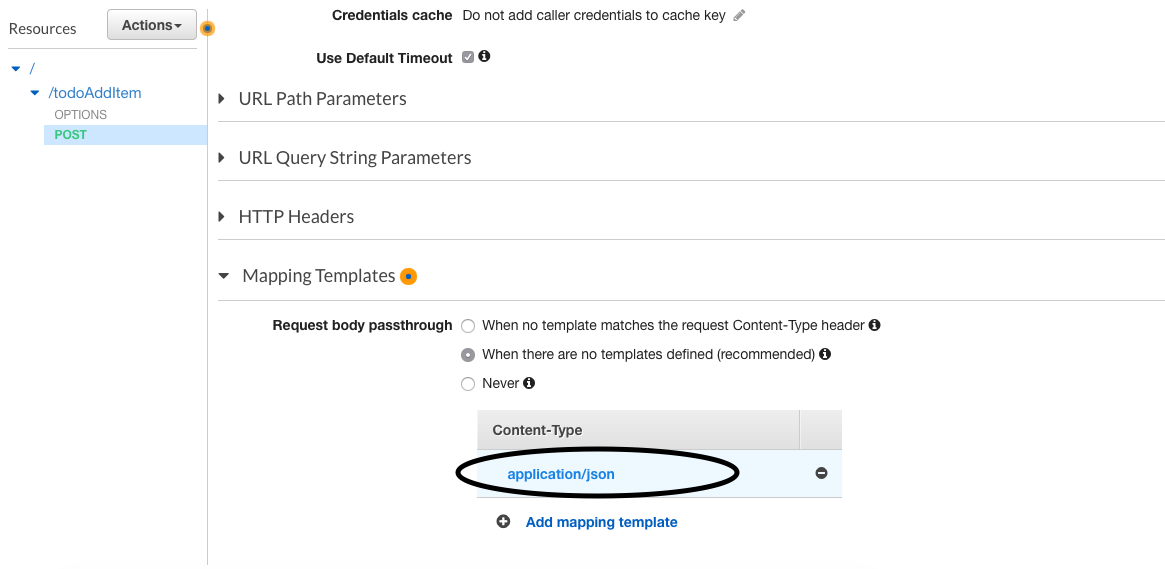 Resources
Actions
/
/todoAddItem
OPTIONS
POST
Credentials cache Do not add caller credentials to cache key
Use Default Timeout
URL Path Parameters
URL Query String Parameters
HTTP Headers
Mapping Templates
Request body passthrough When no template matches the request Content-Type header
When there are no templates defined (recommended)
Never
Content-Type
application/json
Add mapping template